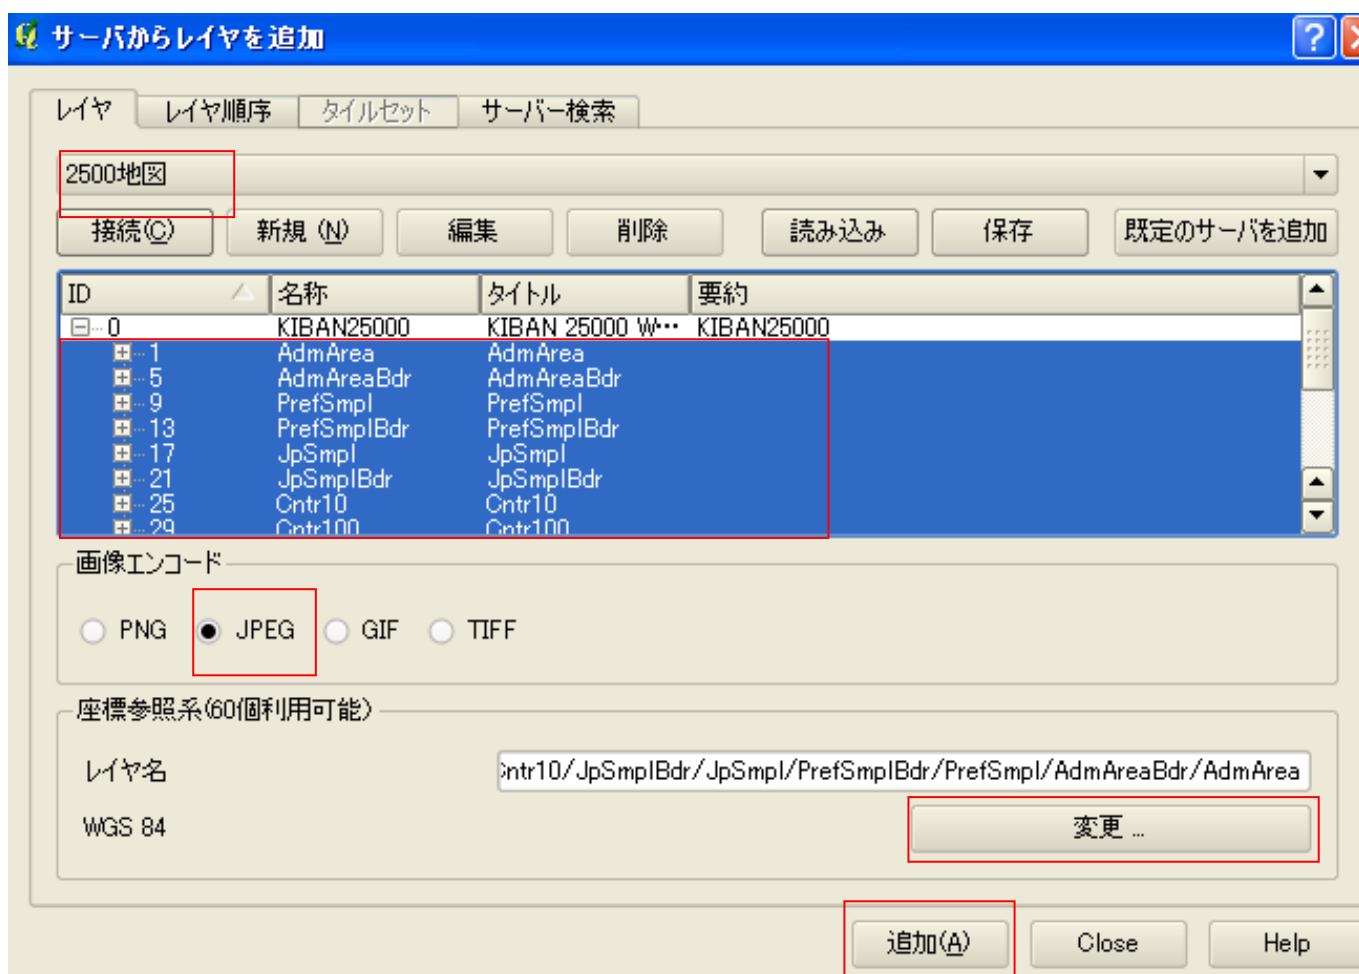 サーバからレイヤを追加
レイヤ レイヤ順序 タイルセット サーバー検索
2500地図
接続(C) 新規 (N) 編集 削除 読み込み 保存 既定のサーバを追加
ID 名称 タイトル 要約
0 KIBAN25000 KIBAN 25000 W... KIBAN25000
1 AdmArea AdmArea
5 AdmAreaBdr AdmAreaBdr
9 PrefSmpl PrefSmpl
13 PrefSmplBdr PrefSmplBdr
17 JpSmpl JpSmpl
21 JpSmplBdr JpSmplBdr
25 Cntr10 Cntr10
29 Cntr100 Cntr100
画像エンコード
PNG JPEG GIF TIFF
座標参照系(60個利用可能)
レイヤ名 Cntr10/JpSmplBdr/JpSmpl/PrefSmplBdr/PrefSmpl/AdmAreaBdr/AdmArea
WGS 84 変更 ...
追加(A) Close Help